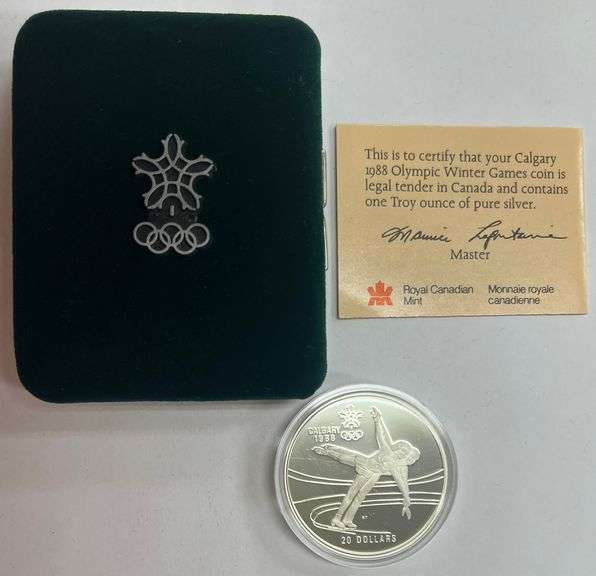 This is to certify that your Calgary
1988 Olympic Winter Games coin is
legal tender in Canada and contains
one Troy ounce of pure silver.
Master
Royal Canadian
Mint
Monnaie royale
canadienne
CALGARY
1988
20 DOLLARS